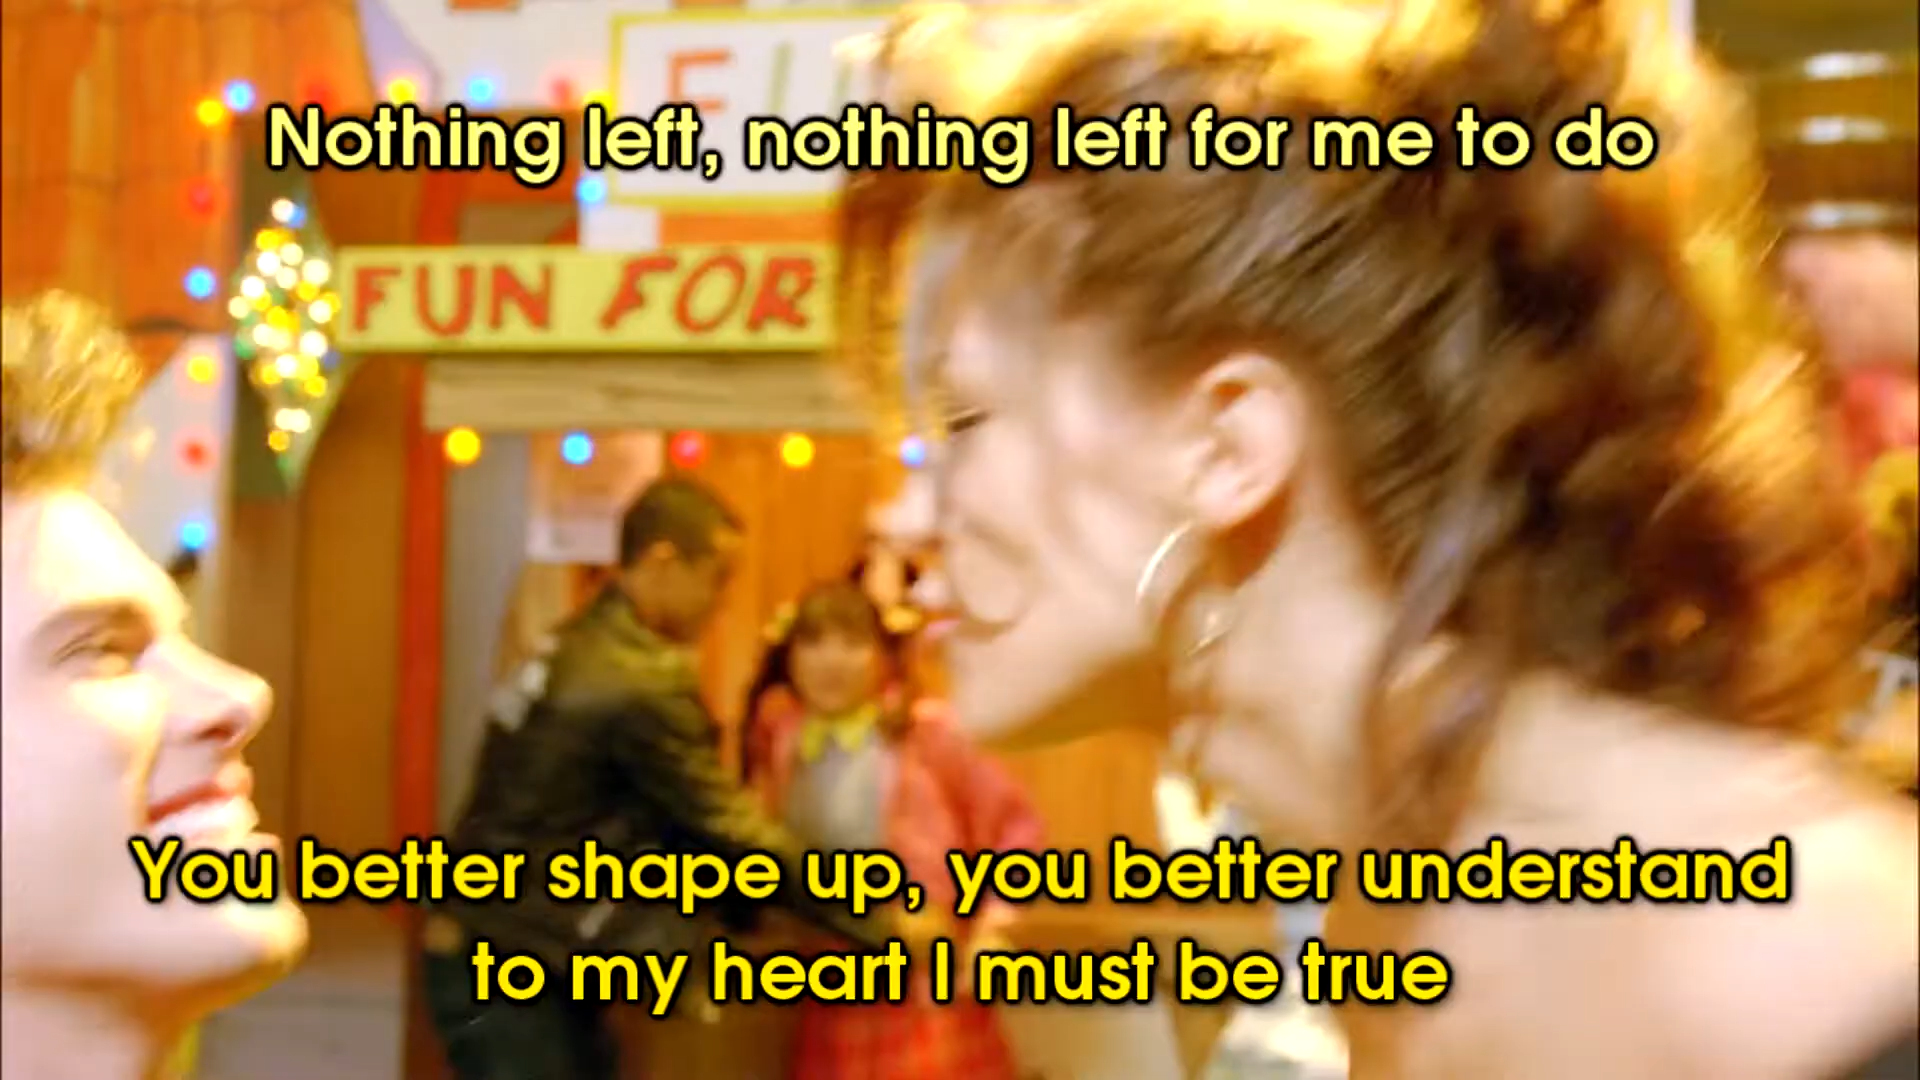 FU
Nothing left, nothing left for me to do
FUN FOR
You better shape up, you better understand
to my heart I must be true